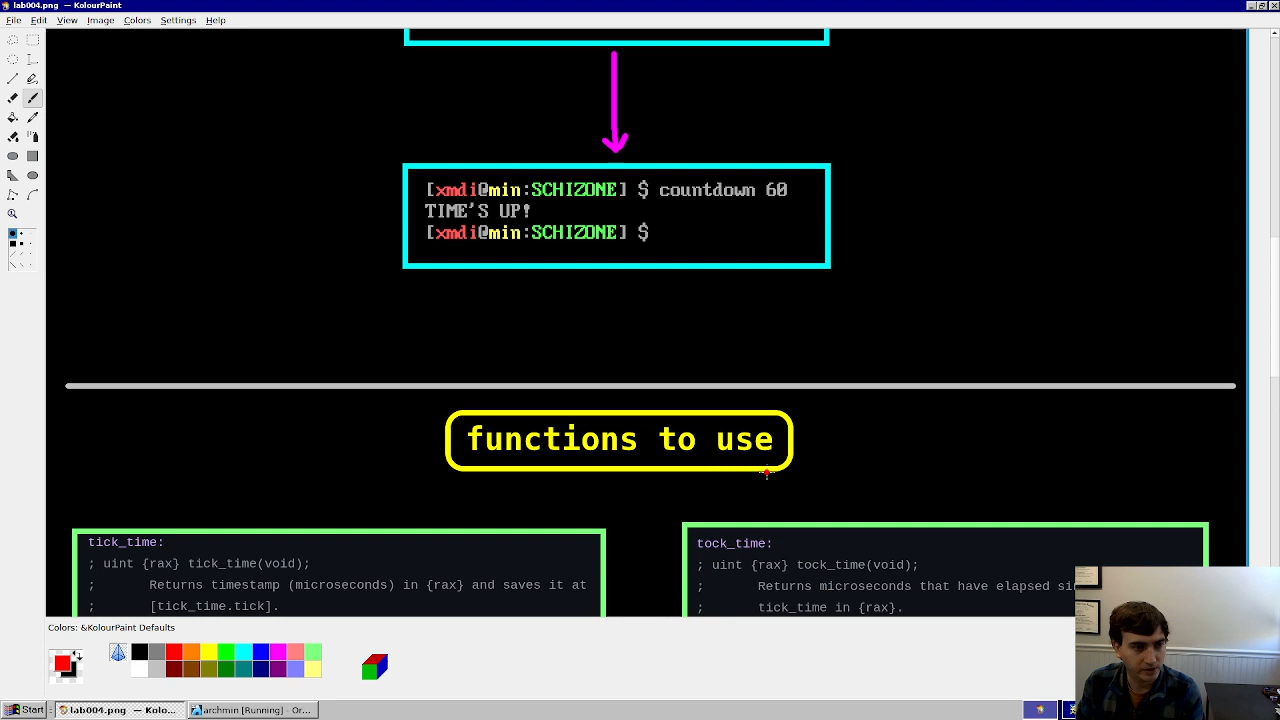 lab004.png — KolourPaint
File Edit View Image Colors Settings Help
[xmdi@min:SCHIZONE] $ countdown 60
TIME'S UP!
[xmdi@min:SCHIZONE] $
functions to use
tick_time:
; uint {rax} tick_time(void);
; Returns timestamp (microseconds) in {rax} and saves it at
; [tick_time.tick].
tock_time:
; uint {rax} tock_time(void);
; Returns microseconds that have elapsed
; tick_time in {rax}.
Colors: &KolourPaint Defaults
Start
lab004.png — Kolo...
archmin [Running] - Or...